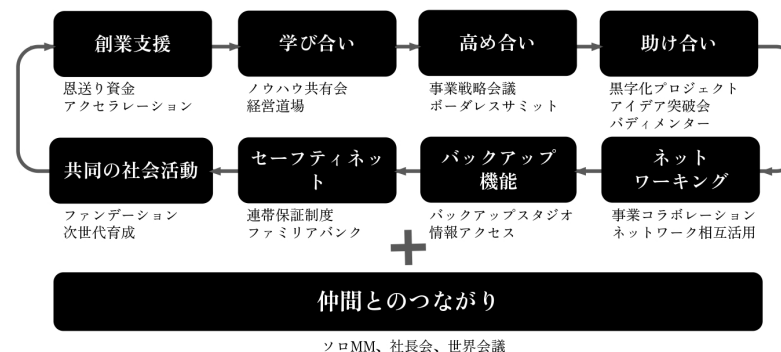 創業支援
学び合い
高め合い
助け合い
恩送り資金
アクセラレーション
ノウハウ共有会
経営道場
事業戦略会議
ボーダレスサミット
黒字化プロジェクト
アイデア突破会
バディメンター
共同の社会活動
セーフティネッ
ト
バックアップ
機能
ネット
ワーキング
ファンデーション
次世代育成
連帯保証制度
ファミリアバンク
バックアップスタジオ
情報アクセス
事業コラボレーション
ネットワーク相互活用
仲間とのつながり
ソロMM、社長会、世界会議